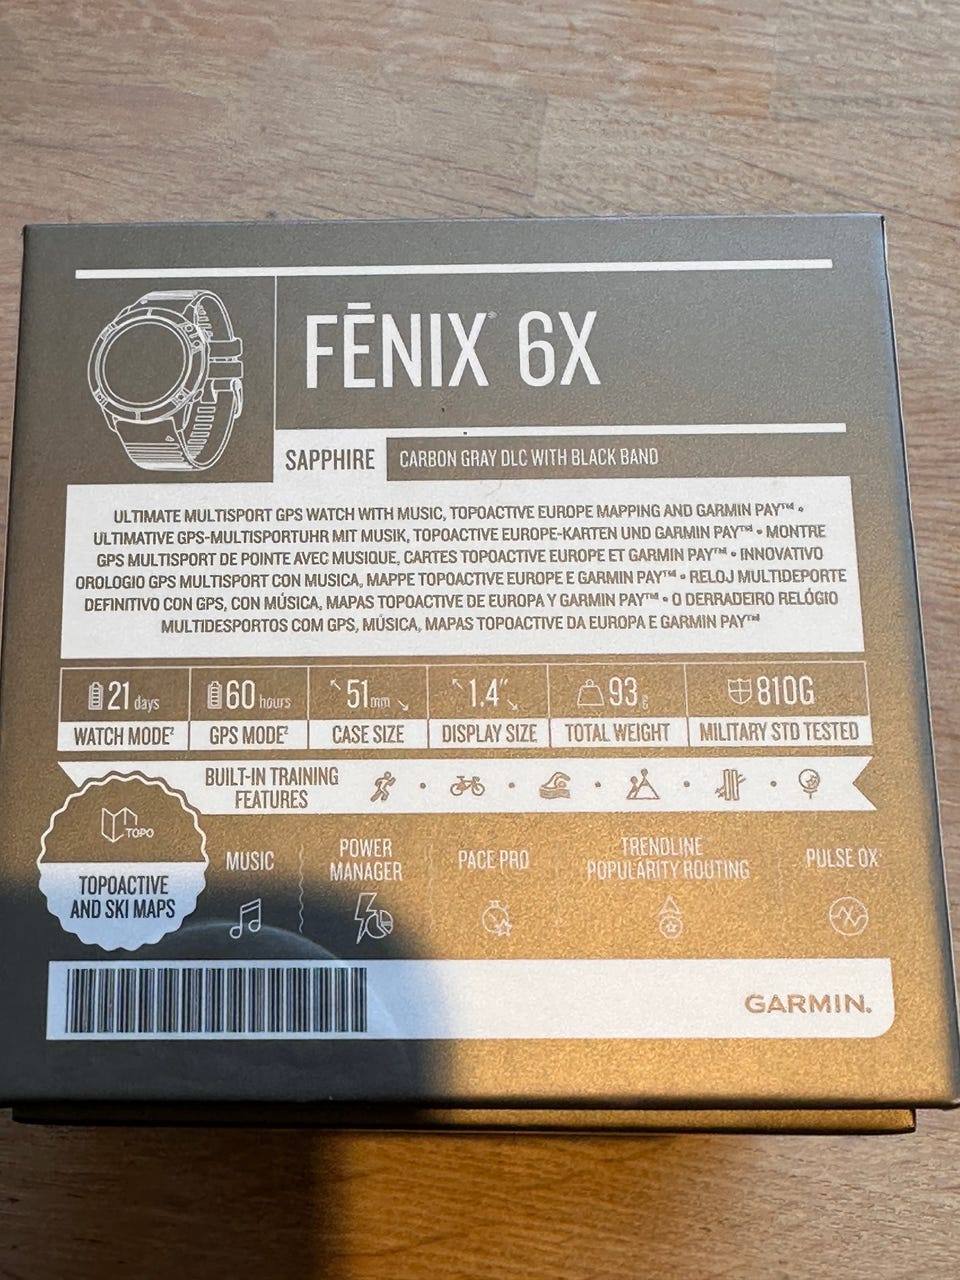 FĒNIX® 6X
SAPPHIRE
CARBON GRAY DLC WITH BLACK BAND
ULTIMATE MULTISPORT GPS WATCH WITH MUSIC, TOPOACTIVE EUROPE MAPPING AND GARMIN PAY™ •
ULTIMATIVE GPS-MULTISPORTUHR MIT MUSIK, TOPOACTIVE EUROPE-KARTEN UND GARMIN PAY™ • MONTRE
GPS MULTISPORT DE POINTE AVEC MUSIQUE, CARTES TOPOACTIVE EUROPE ET GARMIN PAY™ • INNOVATIVO
OROLOGIO GPS MULTISPORT CON MUSICA, MAPPE TOPOACTIVE EUROPE E GARMIN PAY™ • RELOJ MULTIDEPORTE
DEFINITIVO CON GPS, CON MÚSICA, MAPAS TOPOACTIVE DE EUROPA Y GARMIN PAY™ • O DERRADEIRO RELÓGIO
MULTIDESPORTOS COM GPS, MÚSICA, MAPAS TOPOACTIVE DA EUROPA E GARMIN PAY™
21 days
WATCH MODE²
60 hours
GPS MODE²
51mm
CASE SIZE
1.4″
DISPLAY SIZE
93 g
TOTAL WEIGHT
810G
MILITARY STD TESTED
BUILT-IN TRAINING
FEATURES
TOPO
TOPOACTIVE
AND SKI MAPS
MUSIC
POWER
MANAGER
PACE PRO
TRENDLINE
POPULARITY ROUTING
PULSE OX
GARMIN.